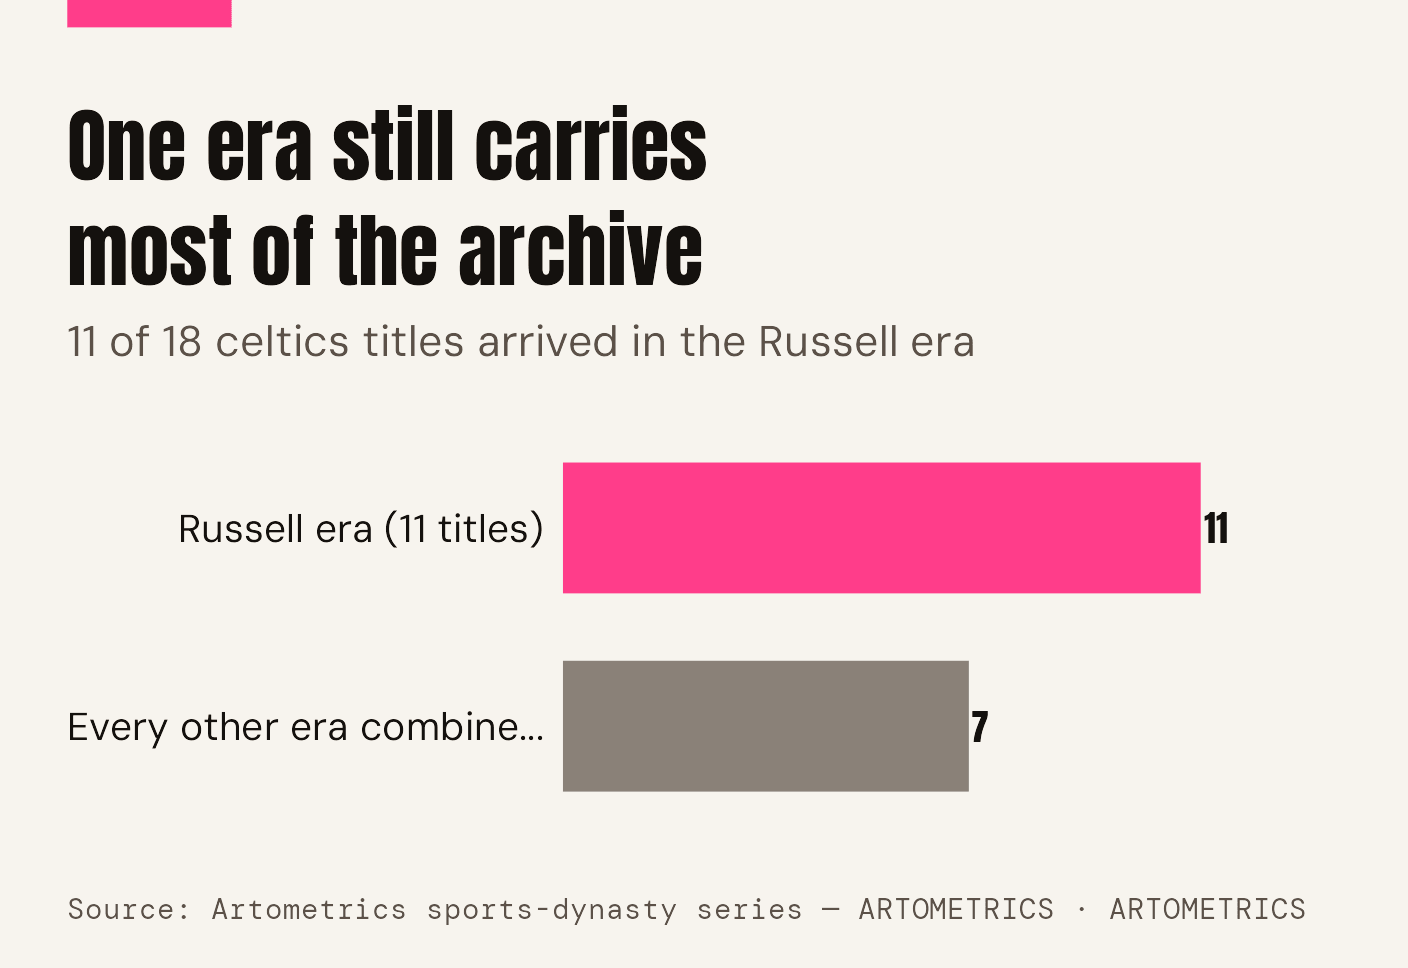 One era still carries
most of the archive
11 of 18 celtics titles arrived in the Russell era
Russell era (11 titles)
11
Every other era combine...
7
Source: Artometrics sports-dynasty series — ARTOMETRICS · ARTOMETRICS